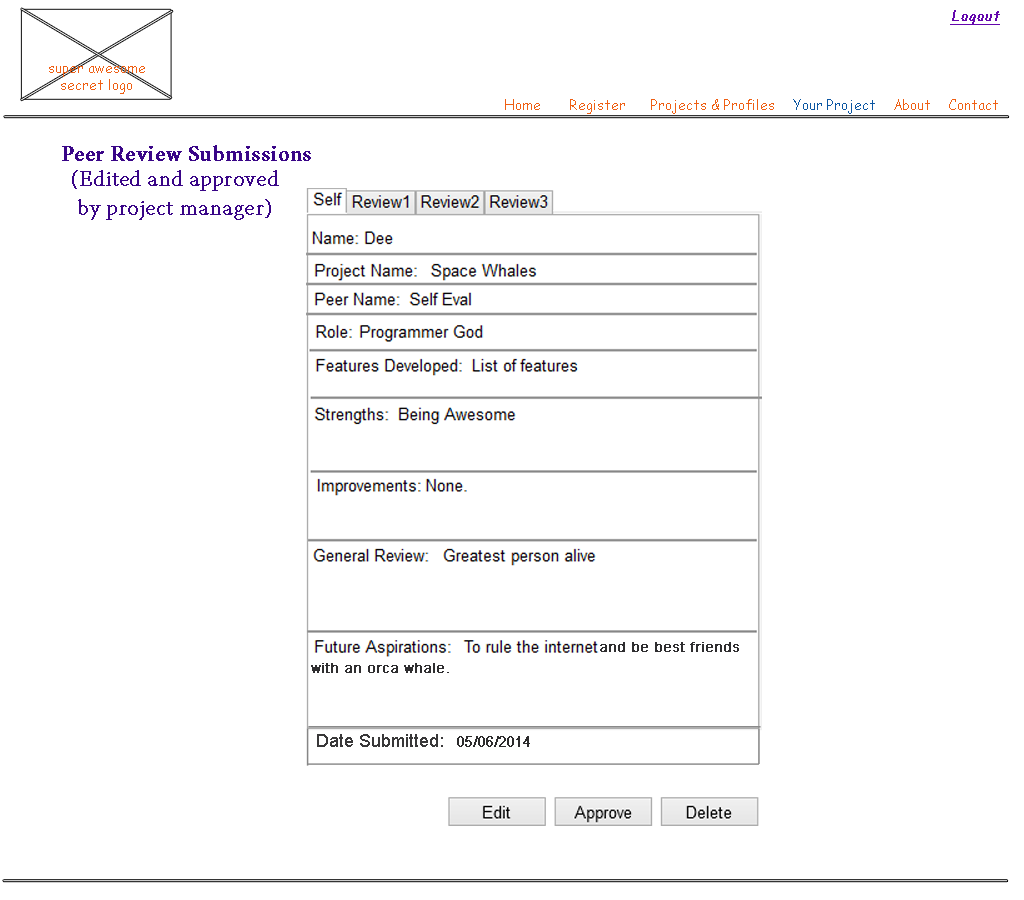 Logout
super awesome
secret logo
Home Register Projects & Profiles Your Project About Contact
Peer Review Submissions
(Edited and approved
by project manager)
Self Review1 Review2 Review3
Name: Dee
Project Name: Space Whales
Peer Name: Self Eval
Role: Programmer God
Features Developed: List of features
Strengths: Being Awesome
Improvements: None.
General Review: Greatest person alive
Future Aspirations: To rule the internet and be best friends
with an orca whale.
Date Submitted: 05/06/2014
Edit Approve Delete